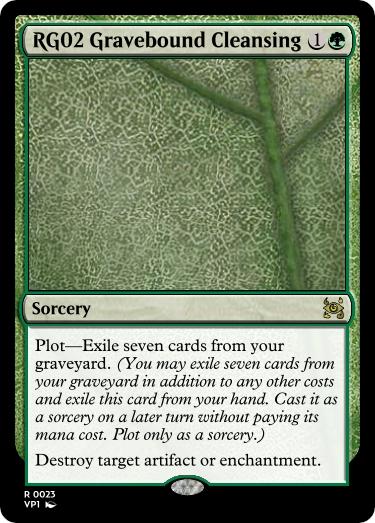 RG02 Gravebound Cleansing 1
Sorcery
Plot—Exile seven cards from your
graveyard. (You may exile seven cards from
your graveyard in addition to any other costs
and exile this card from your hand. Cast it as
a sorcery on a later turn without paying its
mana cost. Plot only as a sorcery.)
Destroy target artifact or enchantment.
R 0023
VP1